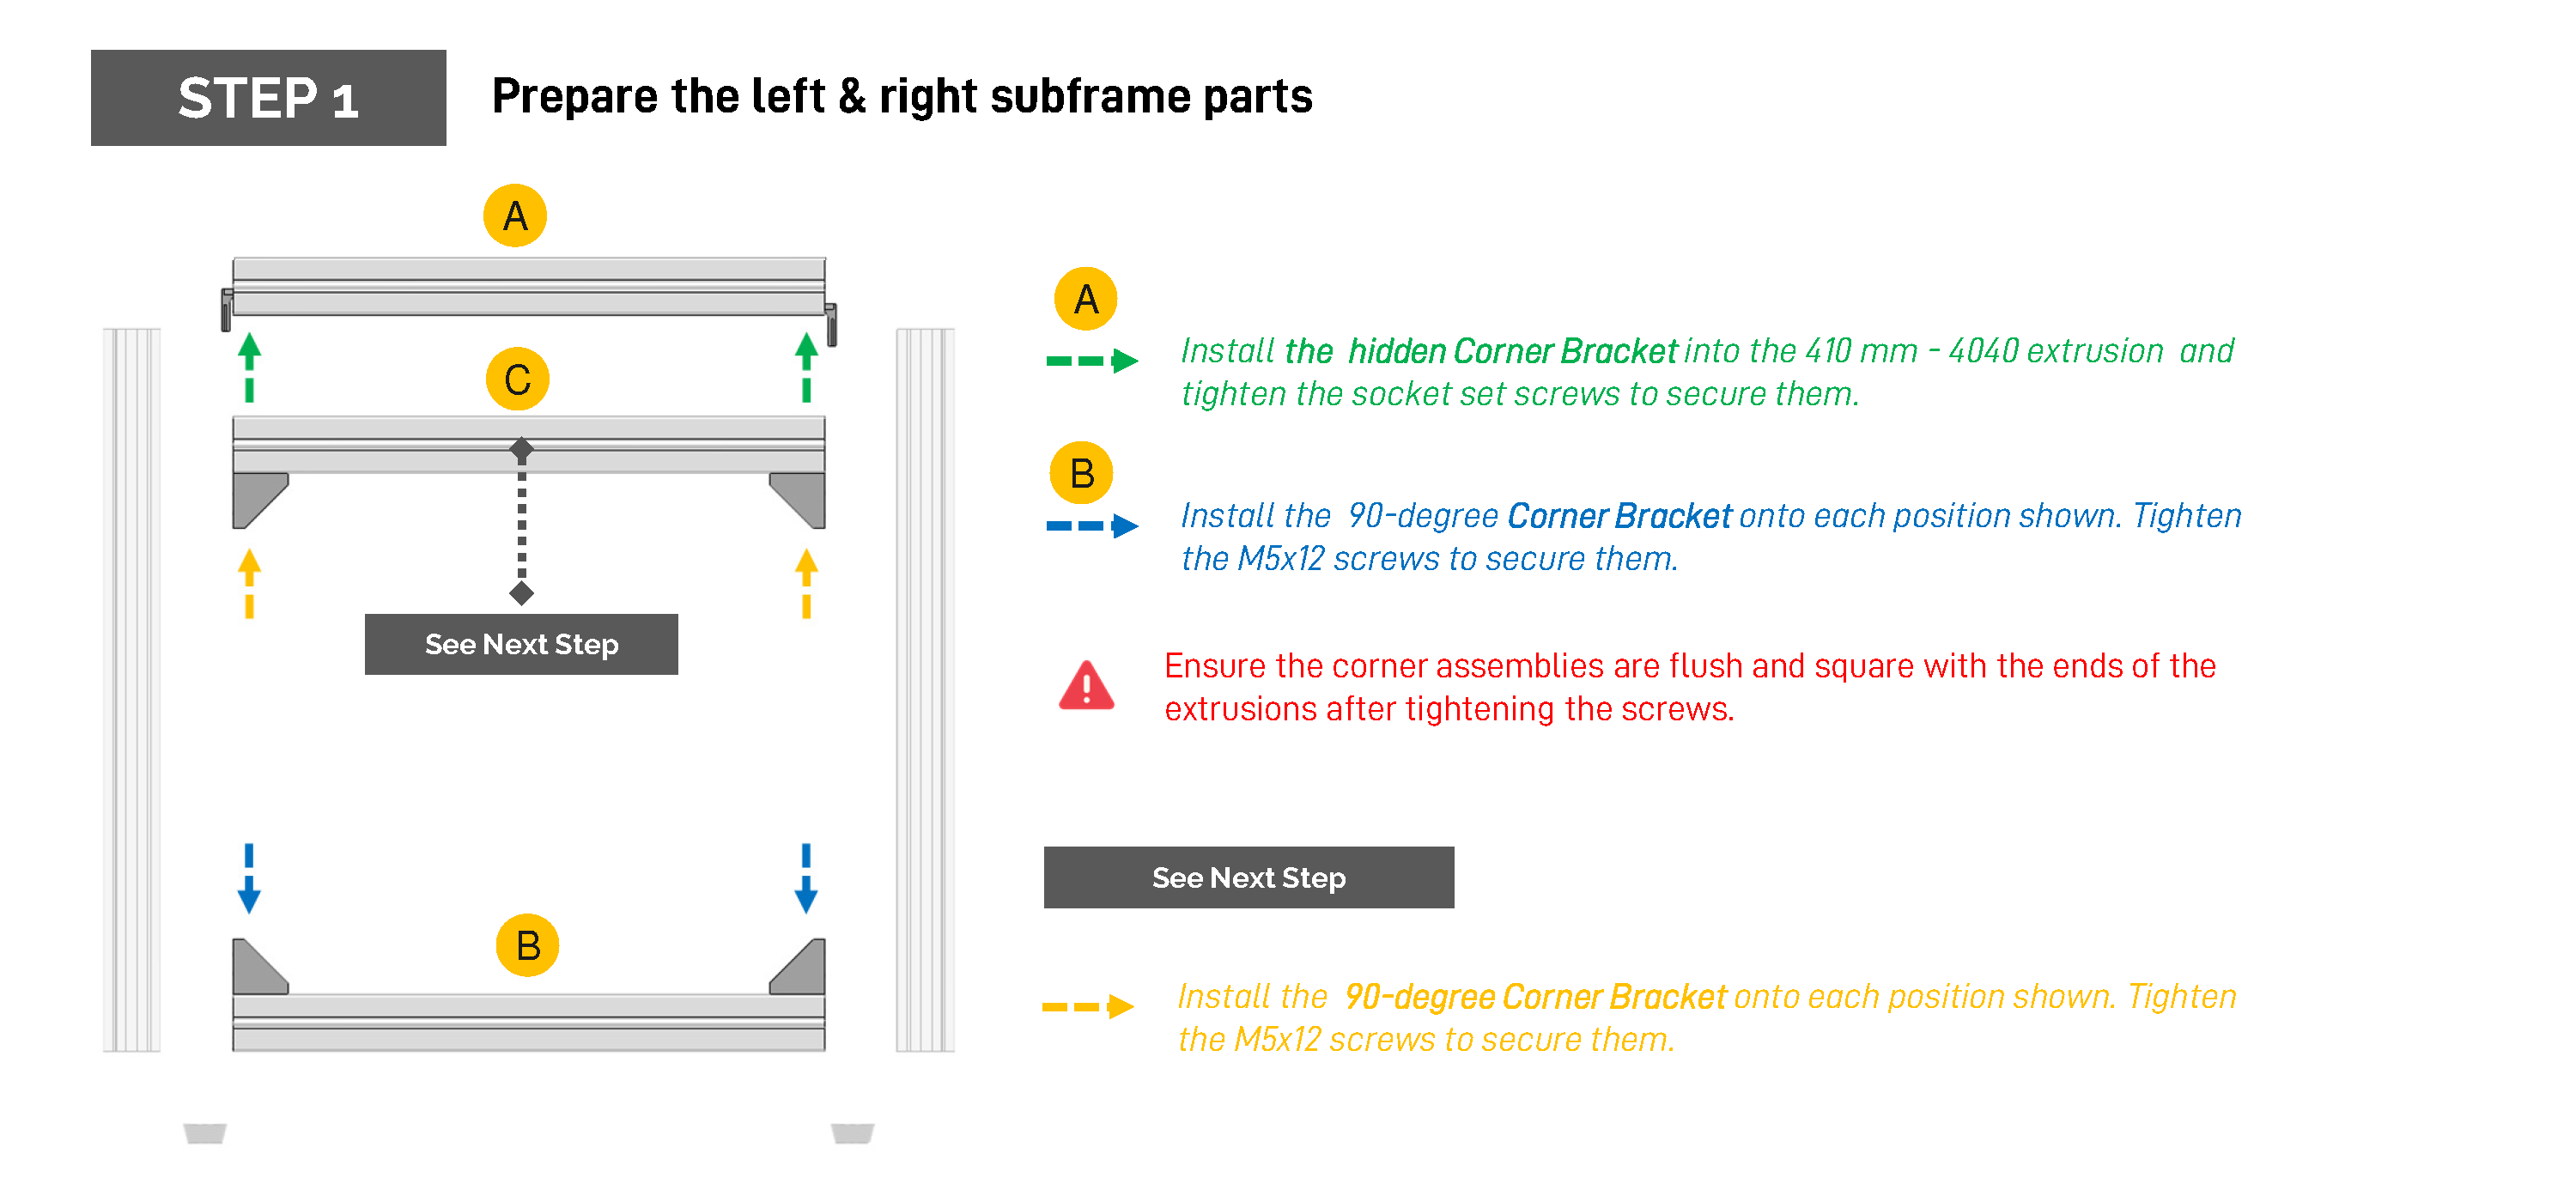 STEP 1
Prepare the left & right subframe parts
A
C
See Next Step
B
A
Install the hidden Corner Bracket into the 410 mm - 4040 extrusion and
tighten the socket set screws to secure them.
B
Install the 90-degree Corner Bracket onto each position shown. Tighten
the M5x12 screws to secure them.
Ensure the corner assemblies are flush and square with the ends of the
extrusions after tightening the screws.
See Next Step
Install the 90-degree Corner Bracket onto each position shown. Tighten
the M5x12 screws to secure them.